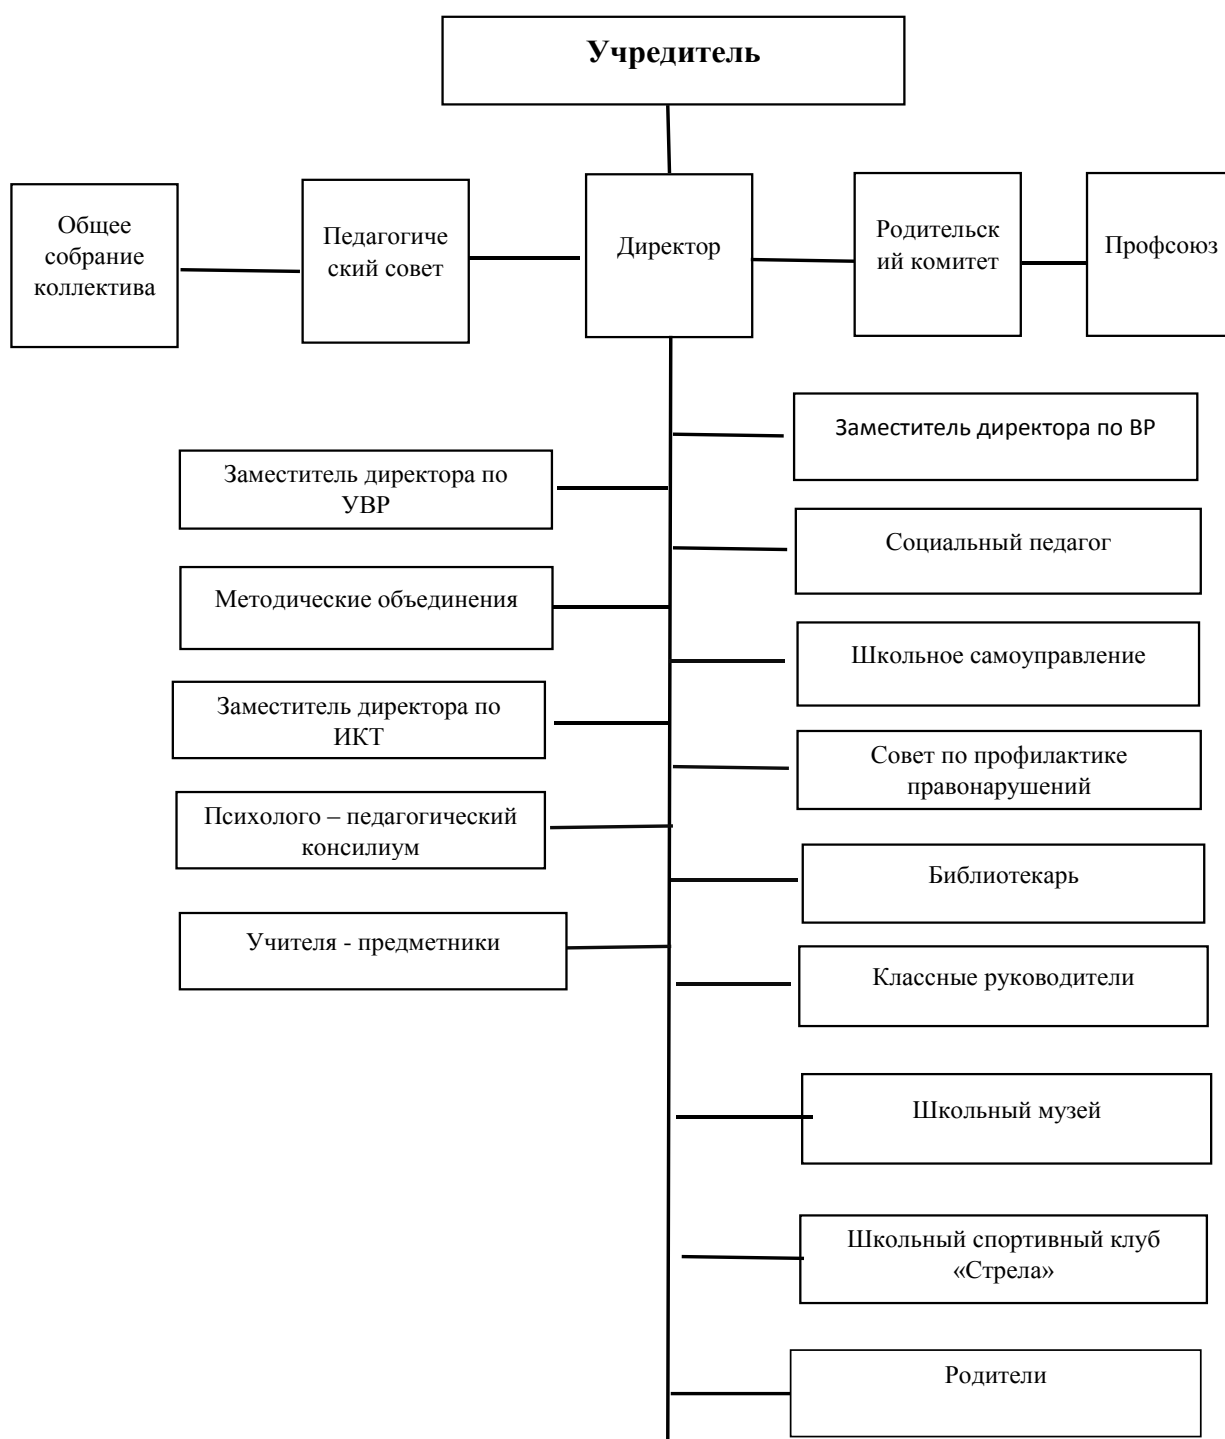 Учредитель
Общее
собрание
коллектива
Педагогиче
ский совет
Директор
Родительск
ий комитет
Профсоюз
Заместитель директора по ВР
Заместитель директора по
УВР
Социальный педагог
Методические объединения
Школьное самоуправление
Заместитель директора по
ИКТ
Совет по профилактике
правонарушений
Психолого – педагогический
консилиум
Библиотекарь
Учителя - предметники
Классные руководители
Школьный музей
Школьный спортивный клуб
«Стрела»
Родители